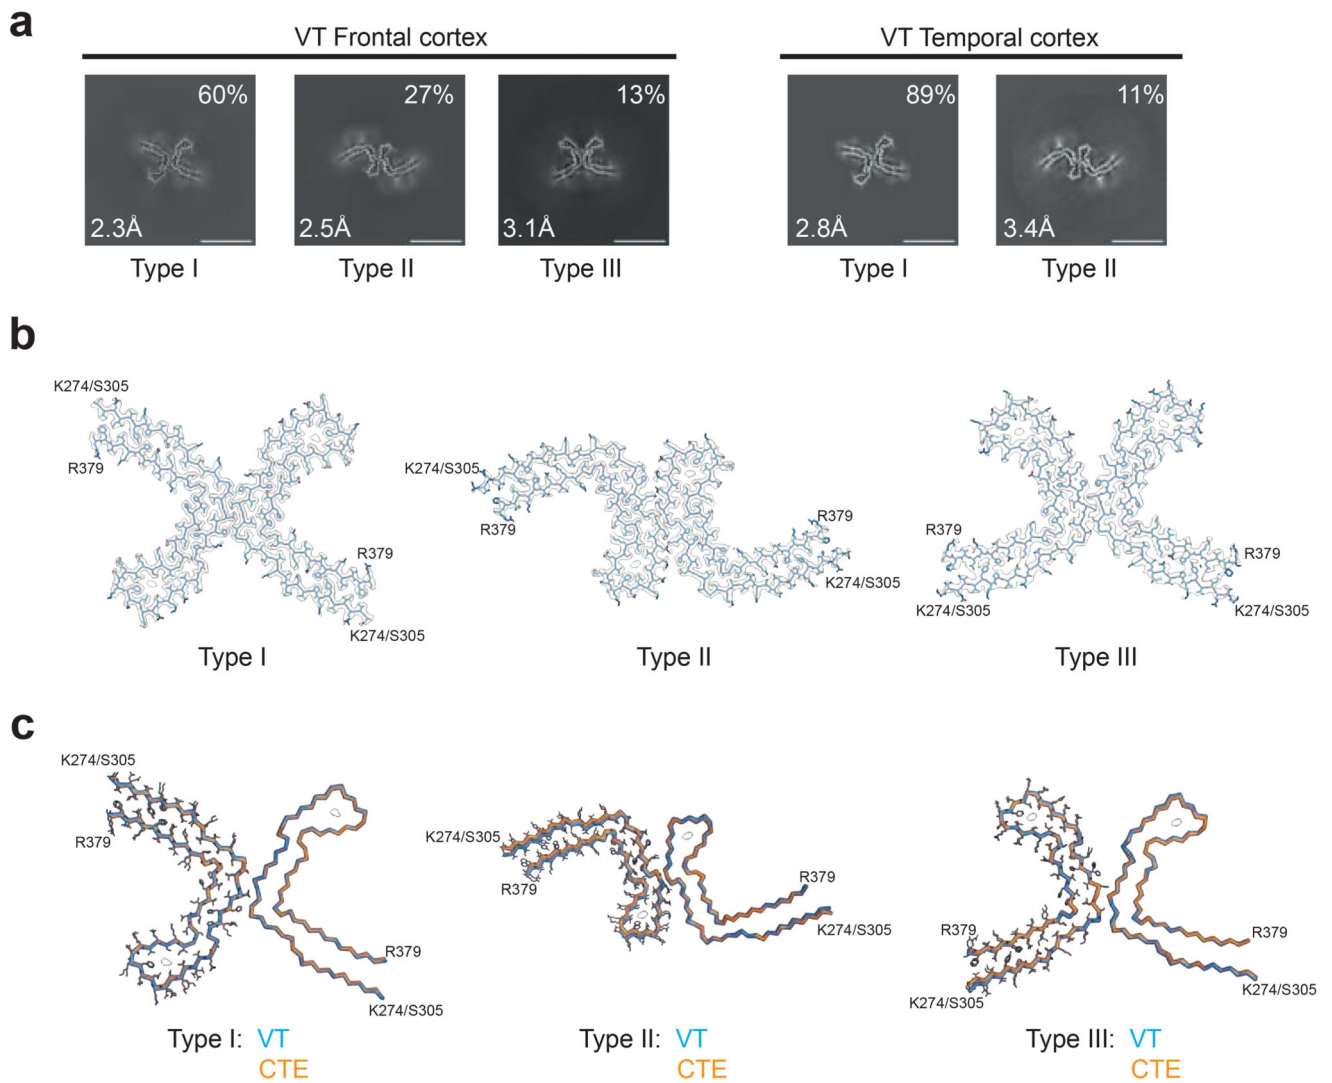 a
VT Frontal cortex
VT Temporal cortex
60%
27%
13%
89%
11%
2.3Å
2.5Å
3.1Å
2.8Å
3.4Å
Type I
Type II
Type III
Type I
Type II
b
K274/S305
R379
R379
K274/S305
K274/S305
R379
R379
K274/S305
R379
K274/S305
R379
K274/S305
Type I
Type II
Type III
c
K274/S305
R379
R379
K274/S305
K274/S305
R379
R379
K274/S305
R379
K274/S305
R379
K274/S305
Type I: VT
CTE
Type II: VT
CTE
Type III: VT
CTE